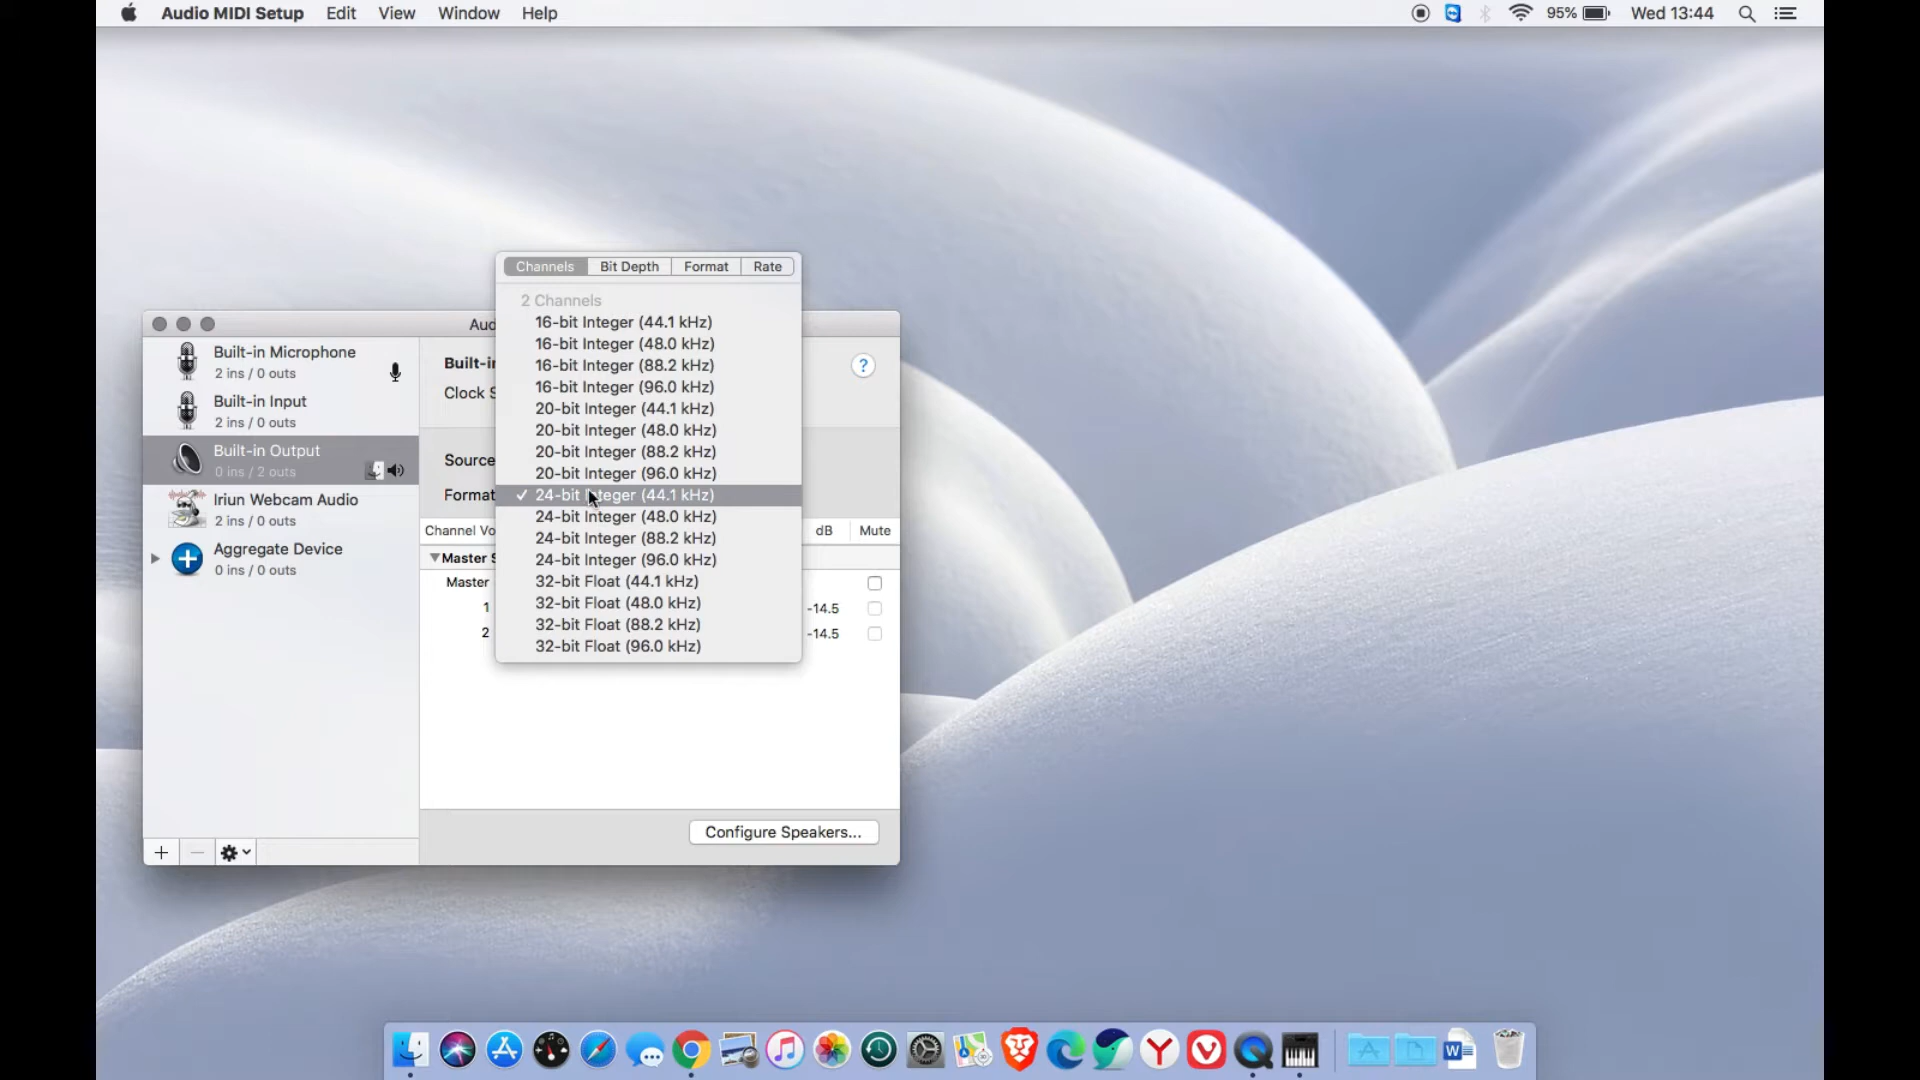 Audio MIDI Setup Edit View Window Help
95% Wed 13:44
Channels Bit Depth Format Rate
2 Channels
16-bit Integer (44.1 kHz)
16-bit Integer (48.0 kHz)
16-bit Integer (88.2 kHz)
16-bit Integer (96.0 kHz)
20-bit Integer (44.1 kHz)
20-bit Integer (48.0 kHz)
20-bit Integer (88.2 kHz)
20-bit Integer (96.0 kHz)
✓ 24-bit Integer (44.1 kHz)
24-bit Integer (48.0 kHz)
24-bit Integer (88.2 kHz)
24-bit Integer (96.0 kHz)
32-bit Float (44.1 kHz)
32-bit Float (48.0 kHz)
32-bit Float (88.2 kHz)
32-bit Float (96.0 kHz)
Built-in Microphone
2 ins / 0 outs
Built-in Input
2 ins / 0 outs
Built-in Output
0 ins / 2 outs
Iriun Webcam Audio
2 ins / 0 outs
Aggregate Device
0 ins / 0 outs
?
Source
Format
dB Mute
Master
1 -14.5
2 -14.5
Configure Speakers...